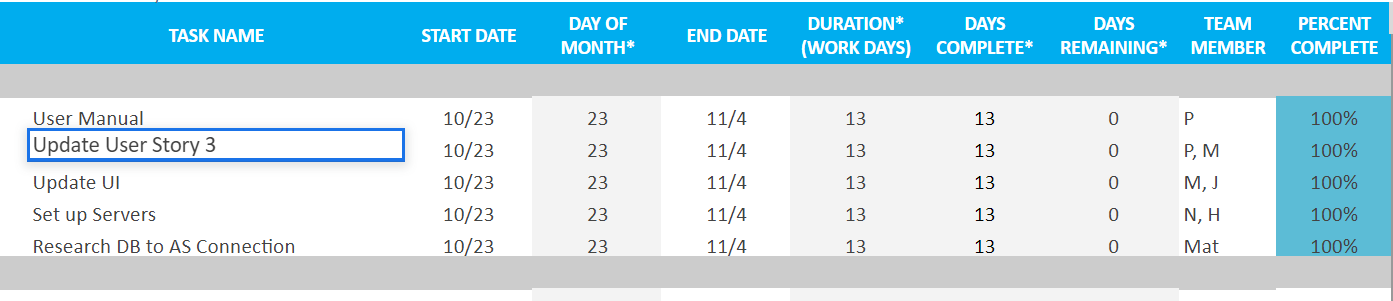 TASK NAME START DATE DAY OF MONTH* END DATE DURATION* (WORK DAYS) DAYS COMPLETE* DAYS REMAINING* TEAM MEMBER PERCENT COMPLETE
User Manual 10/23 23 11/4 13 13 0 P 100%
Update User Story 3 10/23 23 11/4 13 13 0 P, M 100%
Update UI 10/23 23 11/4 13 13 0 M, J 100%
Set up Servers 10/23 23 11/4 13 13 0 N, H 100%
Research DB to AS Connection 10/23 23 11/4 13 13 0 Mat 100%